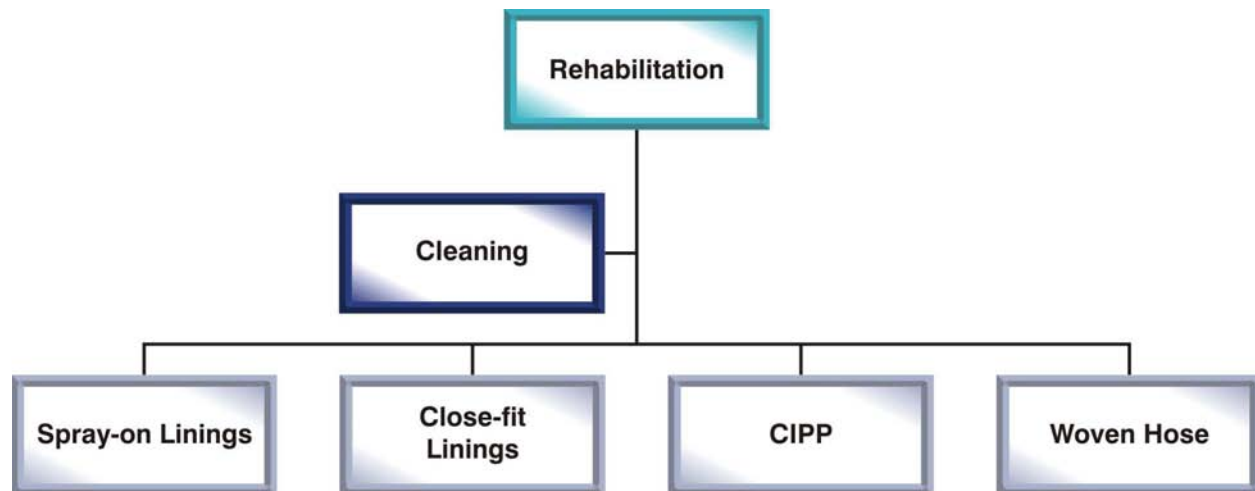 Rehabilitation
Cleaning
Spray-on Linings
Close-fit
Linings
CIPP
Woven Hose